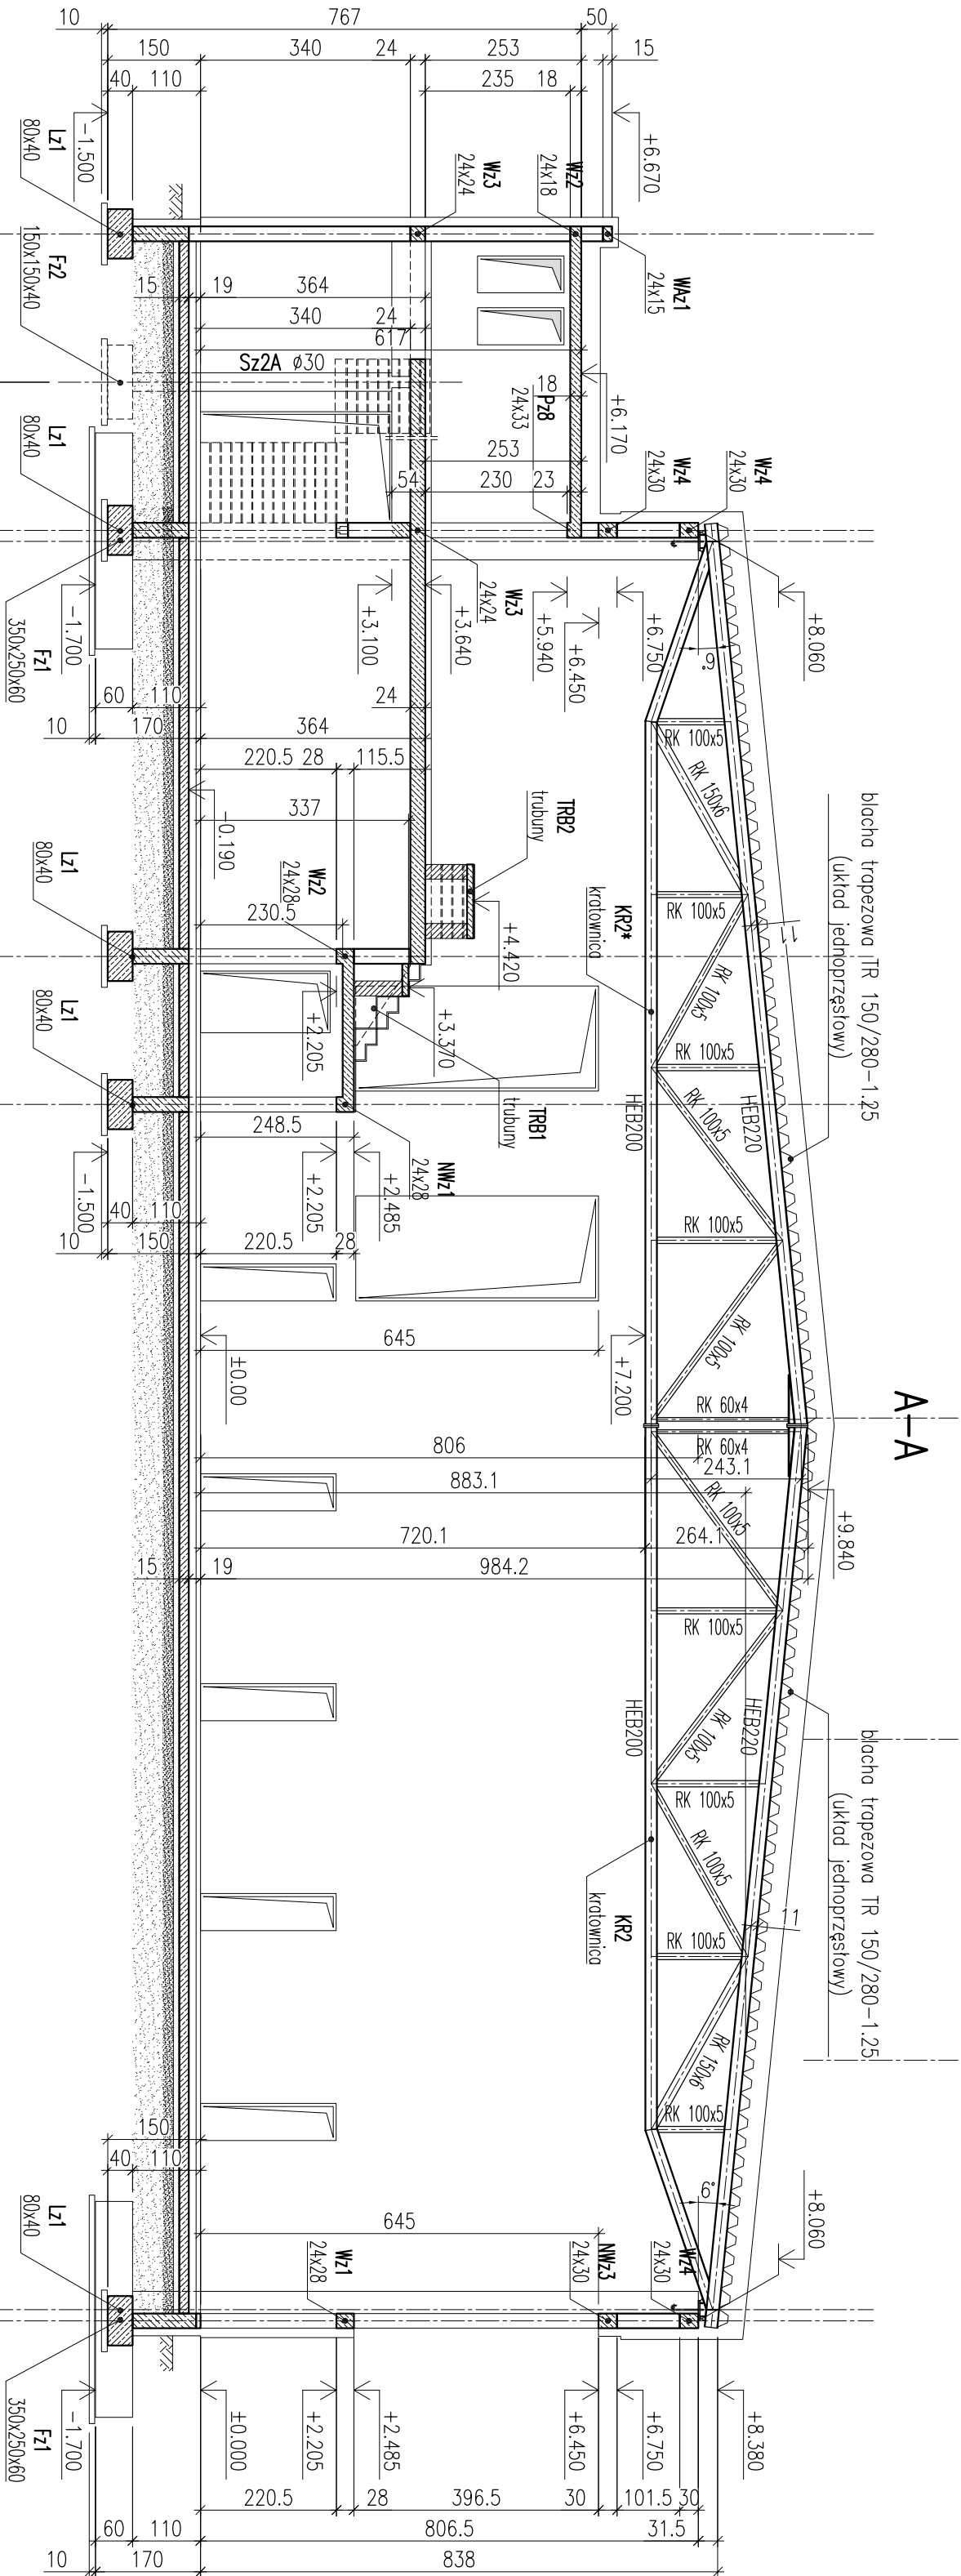 A-A
blacha trapezowa TR 150/280-1.25
(układ jednoprzęsłowy)
blacha trapezowa TR 150/280-1.25
(układ jednoprzęsłowy)
10
767
50
150
340
24
253
15
40
110
235
18
+6.670
-1.500
Lz1
80x40
Wz3
24x24
Wz2
24x18
WAz1
24x15
Fz2
150x150x40
15
19
364
340
24
617
Sz2A ø30
18
Pz8
24x33
+6.170
253
54
230
23
Lz1
80x40
Wz4
24x30
Wz4
24x30
Wz3
24x24
-1.700
Fz1
350x250x60
+3.100
+3.640
+5.940
+6.450
+6.750
+8.060
6°
60
110
24
10
170
364
RK 100x5
220.5
28
115.5
RK 150x6
-0.190
337
TRB2
trubuny
Lz1
80x40
Wz2
24x28
230.5
KR2*
kratownica
RK 100x5
11
+4.420
RK 100x5
+2.205
+3.370
RK 100x5
Lz1
80x40
TRB1
trubuny
HEB200
RK 100x5
HEB220
248.5
NWz1
24x28
-1.500
+2.205
+2.485
40
110
10
150
220.5
28
RK 100x5
±0.00
645
+7.200
RK 100x5
RK 60x4
806
RK 60x4
243.1
883.1
RK 100x5
+9.840
720.1
264.1
15
19
984.2
RK 100x5
HEB200
HEB220
RK 100x5
RK 100x5
KR2
kratownica
RK 100x5
11
RK 100x5
RK 150x6
150
RK 100x5
40
110
6°
+8.060
Lz1
80x40
645
Wz1
24x28
NWz3
24x30
Wz4
24x30
Fz1
350x250x60
-1.700
±0.000
+2.205
+2.485
+6.450
+6.750
+8.380
220.5
28
396.5
30
101.5
30
60
110
806.5
31.5
10
170
838